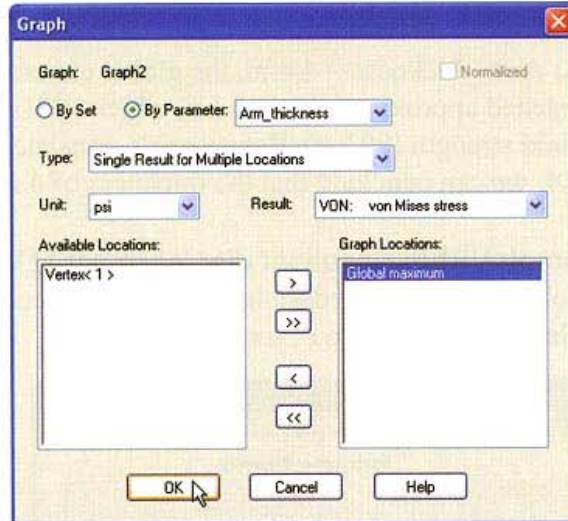 Graph
Graph: Graph2
Normalized
By Set
By Parameter: Arm_thickness
Type: Single Result for Multiple Locations
Unit: psi
Result: VON: von Mises stress
Available Locations:
Graph Locations:
Vertex< 1 >
Global maximum
>
>>
<
<<
OK
Cancel
Help